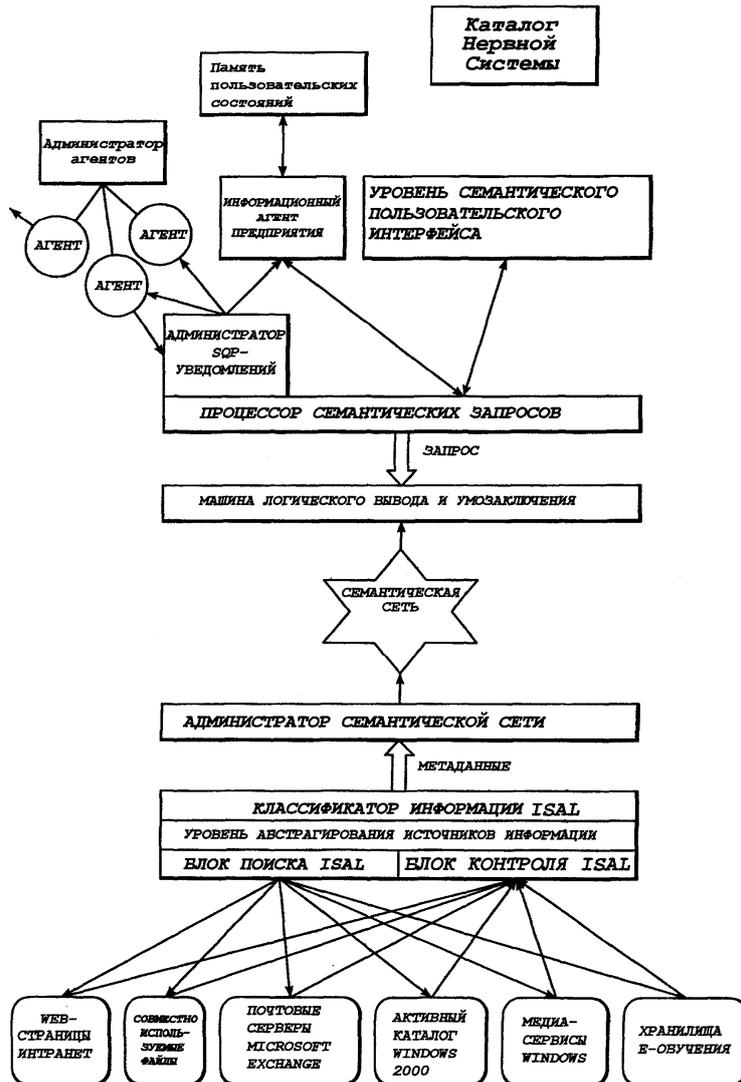 Каталог
Нервной
Системы
Память
пользовательских
состояний
Администратор
агентов
ИНФОРМАЦИОННЫЙ
АГЕНТ
ПРЕДПРИЯТИЯ
УРОВЕНЬ СЕМАНТИЧЕСКОГО
ПОЛЬЗОВАТЕЛЬСКОГО
ИНТЕРФЕЙСА
АГЕНТ
АГЕНТ
АГЕНТ
АДМИНИСТРАТОР
SQP-
УВЕДОМЛЕНИЙ
ПРОЦЕССОР СЕМАНТИЧЕСКИХ ЗАПРОСОВ
ЗАПРОС
МАШИНА ЛОГИЧЕСКОГО ВЫВОДА И УМОЗАКЛЮЧЕНИЯ
СЕМАНТИЧЕСКАЯ
СЕТЬ
АДМИНИСТРАТОР СЕМАНТИЧЕСКОЙ СЕТИ
МЕТАДАННЫЕ
КЛАССИФИКАТОР ИНФОРМАЦИИ ISAL
УРОВЕНЬ АБСТРАГИРОВАНИЯ ИСТОЧНИКОВ ИНФОРМАЦИИ
БЛОК ПОИСКА ISAL
БЛОК КОНТРОЛЯ ISAL
WEB-
СТРАНИЦЫ
ИНТРАНЕТ
СОВМЕСТНО
ИСПОЛЬ-
ЗУЕМЫЕ
ФАЙЛЫ
ПОЧТОВЫЕ
СЕРВЕРЫ
MICROSOFT
EXCHANGE
АКТИВНЫЙ
КАТАЛОГ
WINDOWS
2000
МЕДИА-
СЕРВИСЫ
WINDOWS
ХРАНИЛИЩА
Е-ОБУЧЕНИЯ